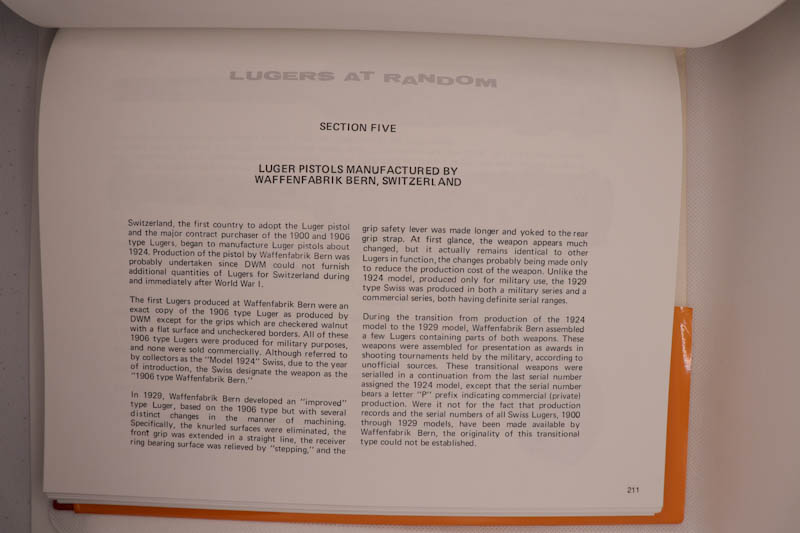 LUGERS AT RANDOM
SECTION FIVE
LUGER PISTOLS MANUFACTURED BY
WAFFENFABRIK BERN, SWITZERLAND
Switzerland, the first country to adopt the Luger pistol
and the major contract purchaser of the 1900 and 1906
type Lugers, began to manufacture Luger pistols about
1924. Production of the pistol by Waffenfabrik Bern was
probably undertaken since DWM could not furnish
additional quantities of Lugers for Switzerland during
and immediately after World War I.
The first Lugers produced at Waffenfabrik Bern were an
exact copy of the 1906 type Luger as produced by
DWM except for the grips which are checkered walnut
with a flat surface and uncheckered borders. All of these
1906 type Lugers were produced for military purposes,
and none were sold commercially. Although referred to
by collectors as the "Model 1924" Swiss, due to the year
of introduction, the Swiss designate the weapon as the
"1906 type Waffenfabrik Bern."
In 1929, Waffenfabrik Bern developed an "improved"
type Luger, based on the 1906 type but with several
distinct changes in the manner of machining.
Specifically, the knurled surfaces were eliminated, the
front grip was extended in a straight line, the receiver
ring bearing surface was relieved by "stepping," and the
grip safety lever was made longer and yoked to the rear
grip strap. At first glance, the weapon appears much
changed, but it actually remains identical to other
Lugers in function, the changes probably being made only
to reduce the production cost of the weapon. Unlike the
1924 model, produced only for military use, the 1929
type Swiss was produced in both a military series and a
commercial series, both having definite serial ranges.
During the transition from production of the 1924
model to the 1929 model, Waffenfabrik Bern assembled
a few Lugers containing parts of both weapons. These
weapons were assembled for presentation as awards in
shooting tournaments held by the military, according to
unofficial sources. These transitional weapons were
serialled in a continuation from the last serial number
assigned the 1924 model, except that the serial number
bears a letter "P" prefix indicating commercial (private)
production. Were it not for the fact that production
records and the serial numbers of all Swiss Lugers, 1900
through 1929 models, have been made available by
Waffenfabrik Bern, the originality of this transitional
type could not be established.
211